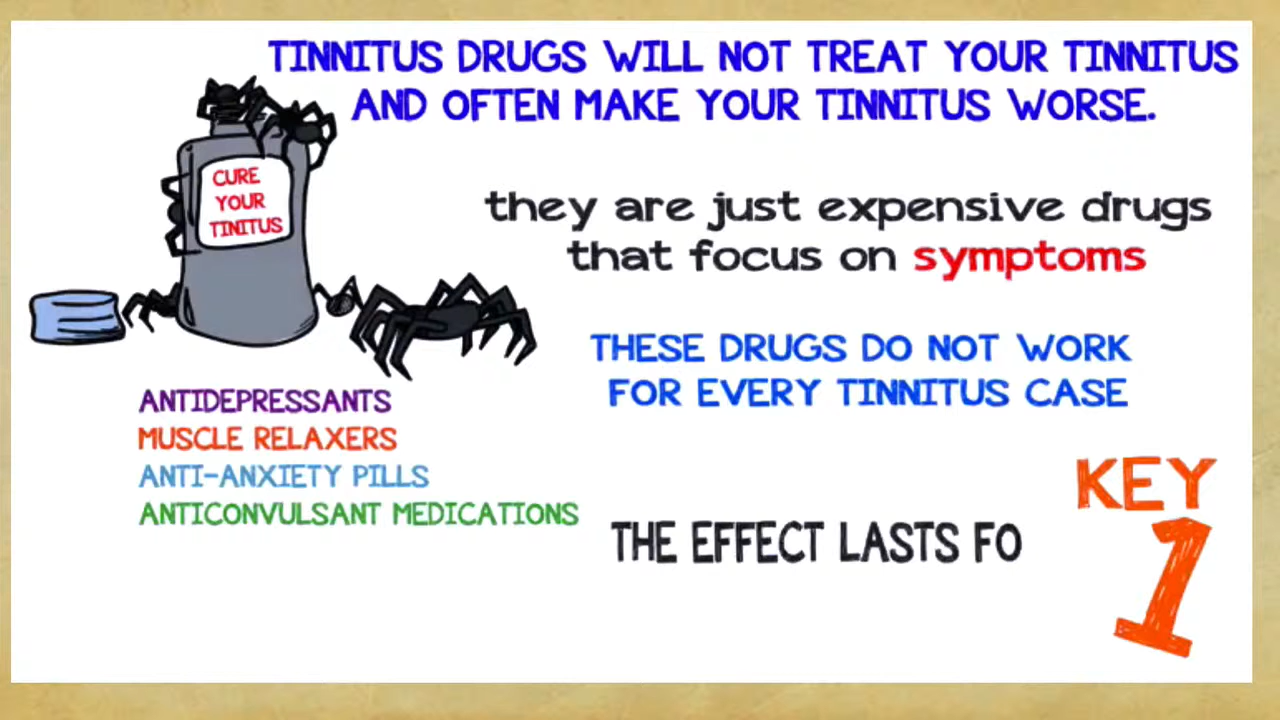 TINNITUS DRUGS WILL NOT TREAT YOUR TINNITUS
AND OFTEN MAKE YOUR TINNITUS WORSE.
CURE
YOUR
TINITUS
they are just expensive drugs
that focus on symptoms
THESE DRUGS DO NOT WORK
FOR EVERY TINNITUS CASE
ANTIDEPRESSANTS
MUSCLE RELAXERS
ANTI-ANXIETY PILLS
ANTICONVULSANT MEDICATIONS
THE EFFECT LASTS FO
KEY
1